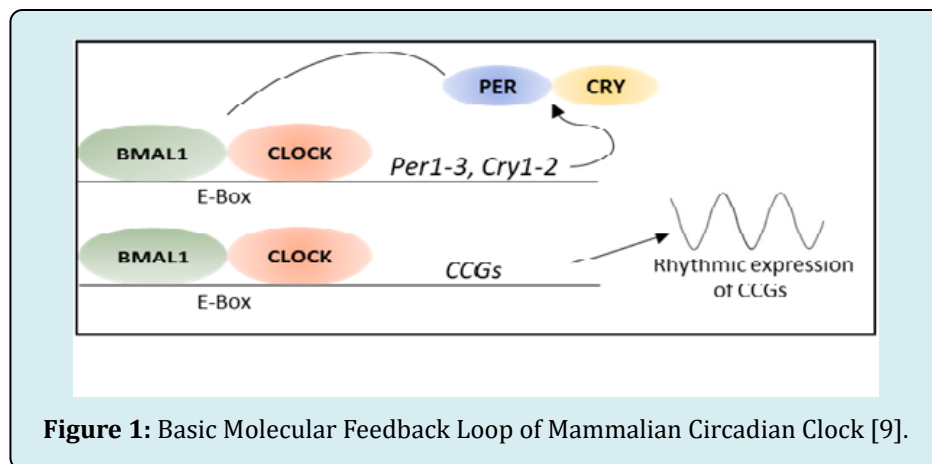 PER CRY
BMAL1 CLOCK Per1-3, Cry1-2
E-Box
BMAL1 CLOCK CCGs
E-Box
Rhythmic expression
of CCGs
Figure 1: Basic Molecular Feedback Loop of Mammalian Circadian Clock [9].